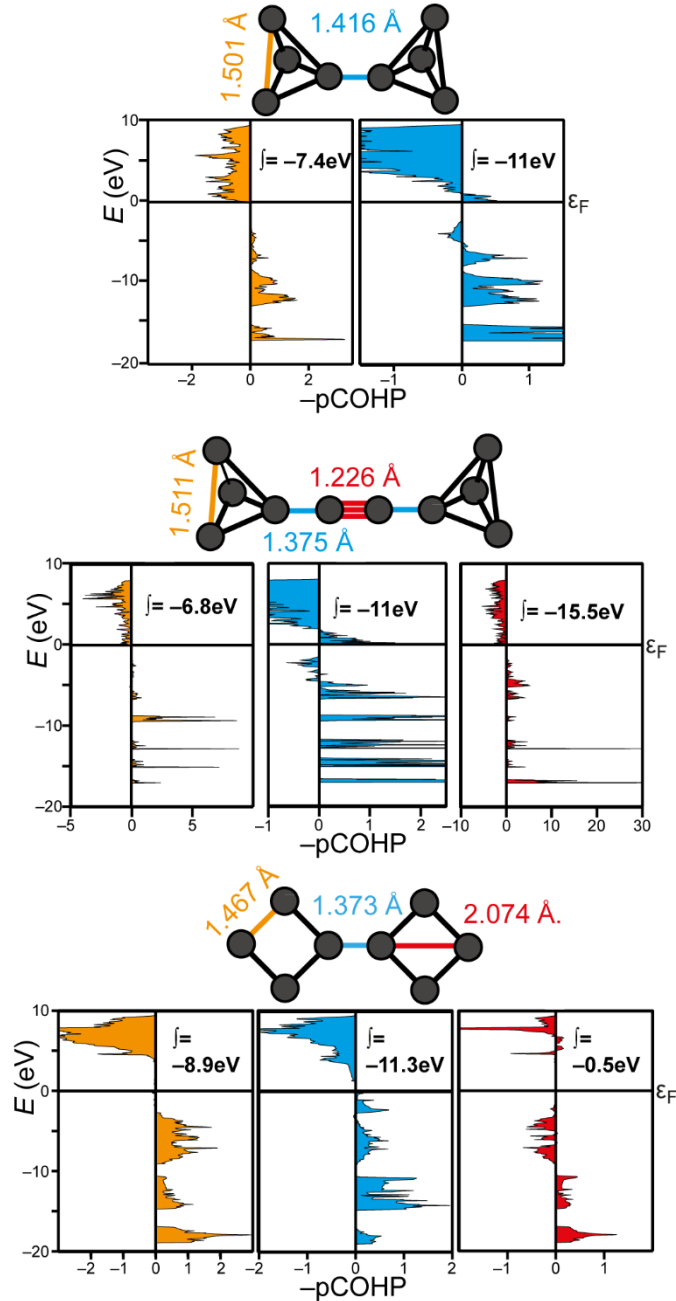 1.501 Å
1.416 Å
∫= –7.4eV
∫= –11eV
E (eV)
10
0
–10
–20
εF
–2 0 2
–1 0 1
–pCOHP
1.511 Å
1.375 Å
1.226 Å
∫= –6.8eV
∫= –11eV
∫= –15.5eV
E (eV)
10
0
–10
–20
εF
–5 0 5
–1 0 1 2
–10 0 10 20 30
–pCOHP
1.467 Å
1.373 Å
2.074 Å.
∫=
–8.9eV
∫=
–11.3eV
∫=
–0.5eV
E (eV)
10
0
–10
–20
εF
–3 –2 –1 0 1 2 3
–2 –1 0 1 2
–2 –1 0 1
–pCOHP